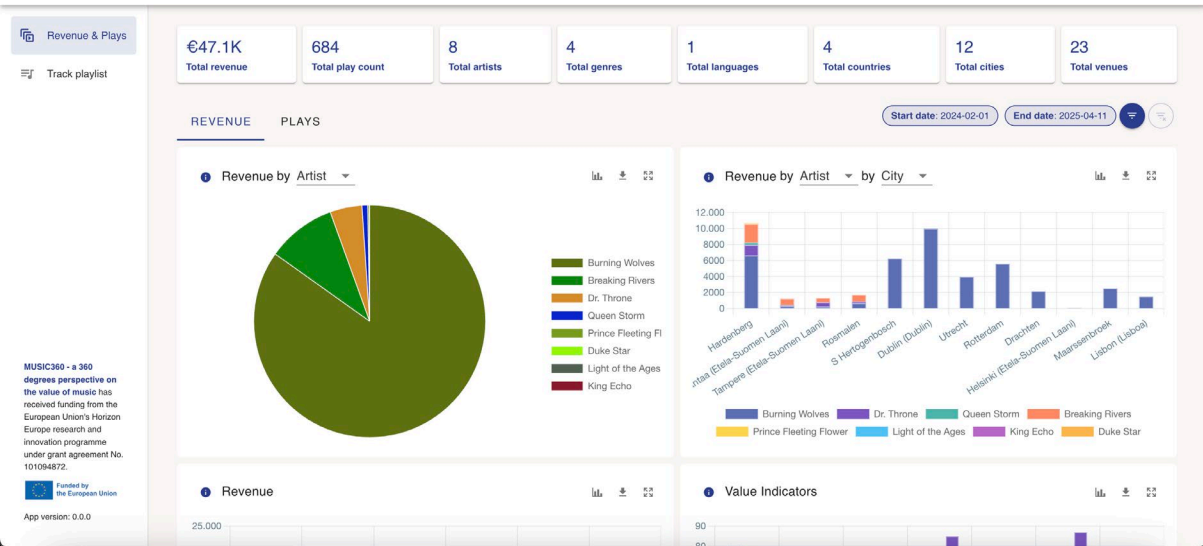 Revenue & Plays
Track playlist
€47.1K
Total revenue
684
Total play count
8
Total artists
4
Total genres
1
Total languages
4
Total countries
12
Total cities
23
Total venues
REVENUE
PLAYS
Start date: 2024-02-01
End date: 2025-04-11
Revenue by Artist
Burning Wolves
Breaking Rivers
Dr. Throne
Queen Storm
Prince Fleeting Fl
Duke Star
Light of the Ages
King Echo
Revenue by Artist by City
12.000
10.000
8000
6000
4000
2000
0
Hardenberg
ntaa (Etela-Suomen Laani)
Tampere (Etela-Suomen Laani)
Rosmalen
S Hertogenbosch
Dublin (Dublin)
Utrecht
Rotterdam
Drachten
Helsinki (Etela-Suomen Laani)
Maarssenbroek
Lisbon (Lisboa)
Burning Wolves
Dr. Throne
Queen Storm
Breaking Rivers
Prince Fleeting Flower
Light of the Ages
King Echo
Duke Star
MUSIC360 - a 360
degrees perspective on
the value of music has
received funding from the
European Union's Horizon
Europe research and
innovation programme
under grant agreement No.
101094872.
Funded by
the European Union
App version: 0.0.0
Revenue
25.000
Value Indicators
90
80